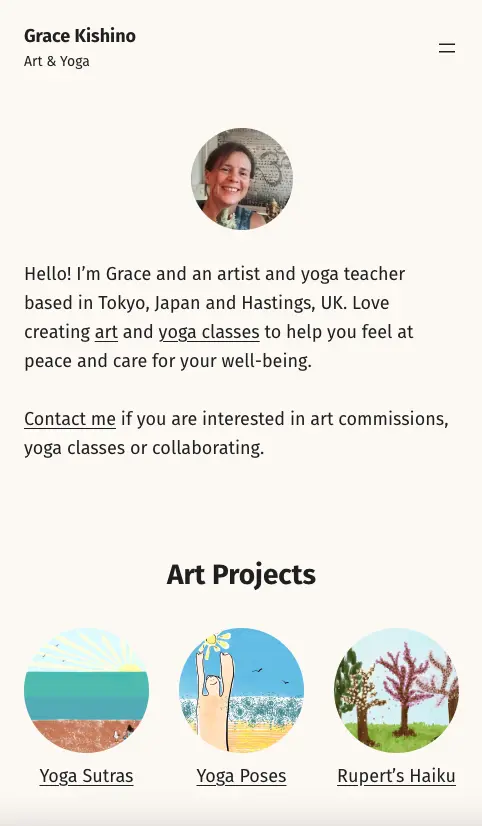 Grace Kishino
Art & Yoga
Hello! I'm Grace and an artist and yoga teacher
based in Tokyo, Japan and Hastings, UK. Love
creating art and yoga classes to help you feel at
peace and care for your well-being.
Contact me if you are interested in art commissions,
yoga classes or collaborating.
Art Projects
Yoga Sutras
Yoga Poses
Rupert's Haiku